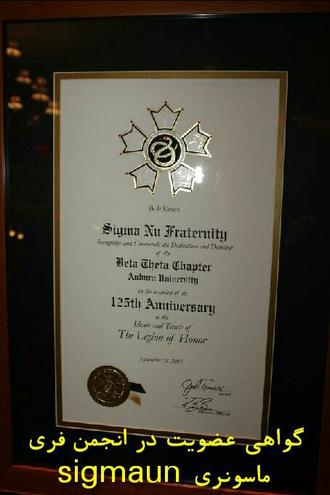 Be It Known
Sigma Nu Fraternity
Recognizes and Commends the Dedication and Devotion
of the
Beta Theta Chapter
Auburn University
on the occasion of its
125th Anniversary
to the
Ideals and Tenets of
The Legion of Honor
گواهی عضویت در انجمن فری
ماسونری sigmaun